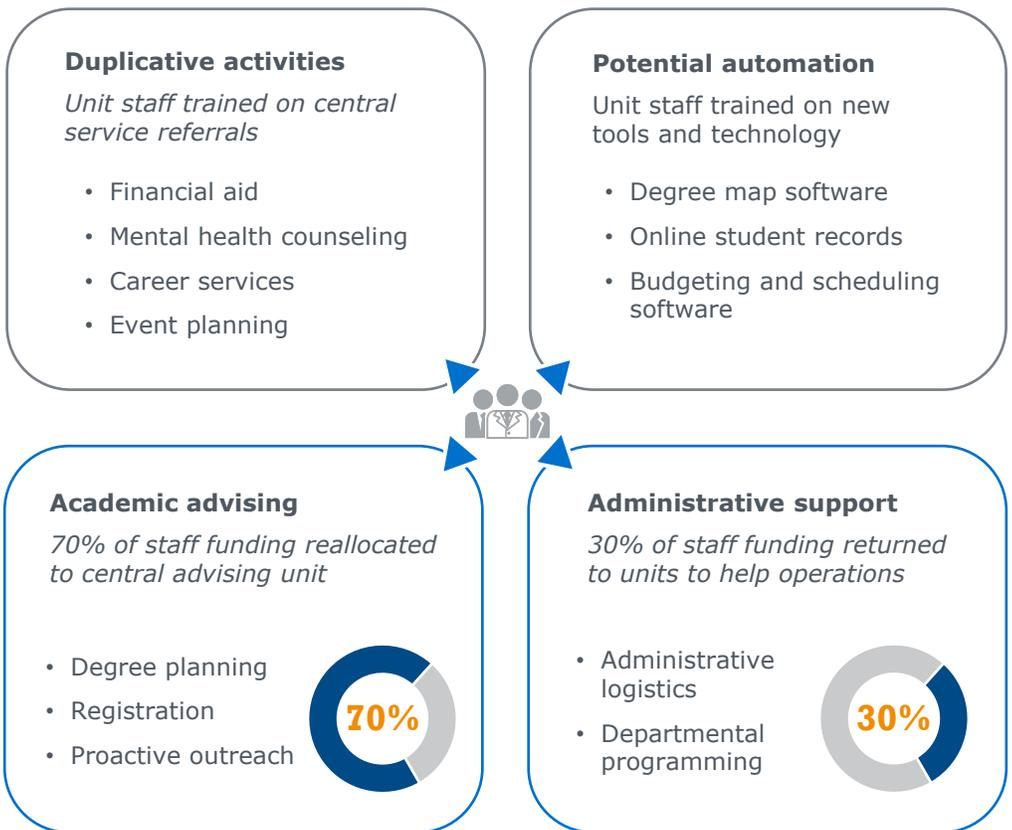 Duplicative activities
Unit staff trained on central
service referrals
• Financial aid
• Mental health counseling
• Career services
• Event planning
Potential automation
Unit staff trained on new
tools and technology
• Degree map software
• Online student records
• Budgeting and scheduling
software
Academic advising
70% of staff funding reallocated
to central advising unit
• Degree planning
• Registration
• Proactive outreach
70%
Administrative support
30% of staff funding returned
to units to help operations
• Administrative
logistics
• Departmental
programming
30%